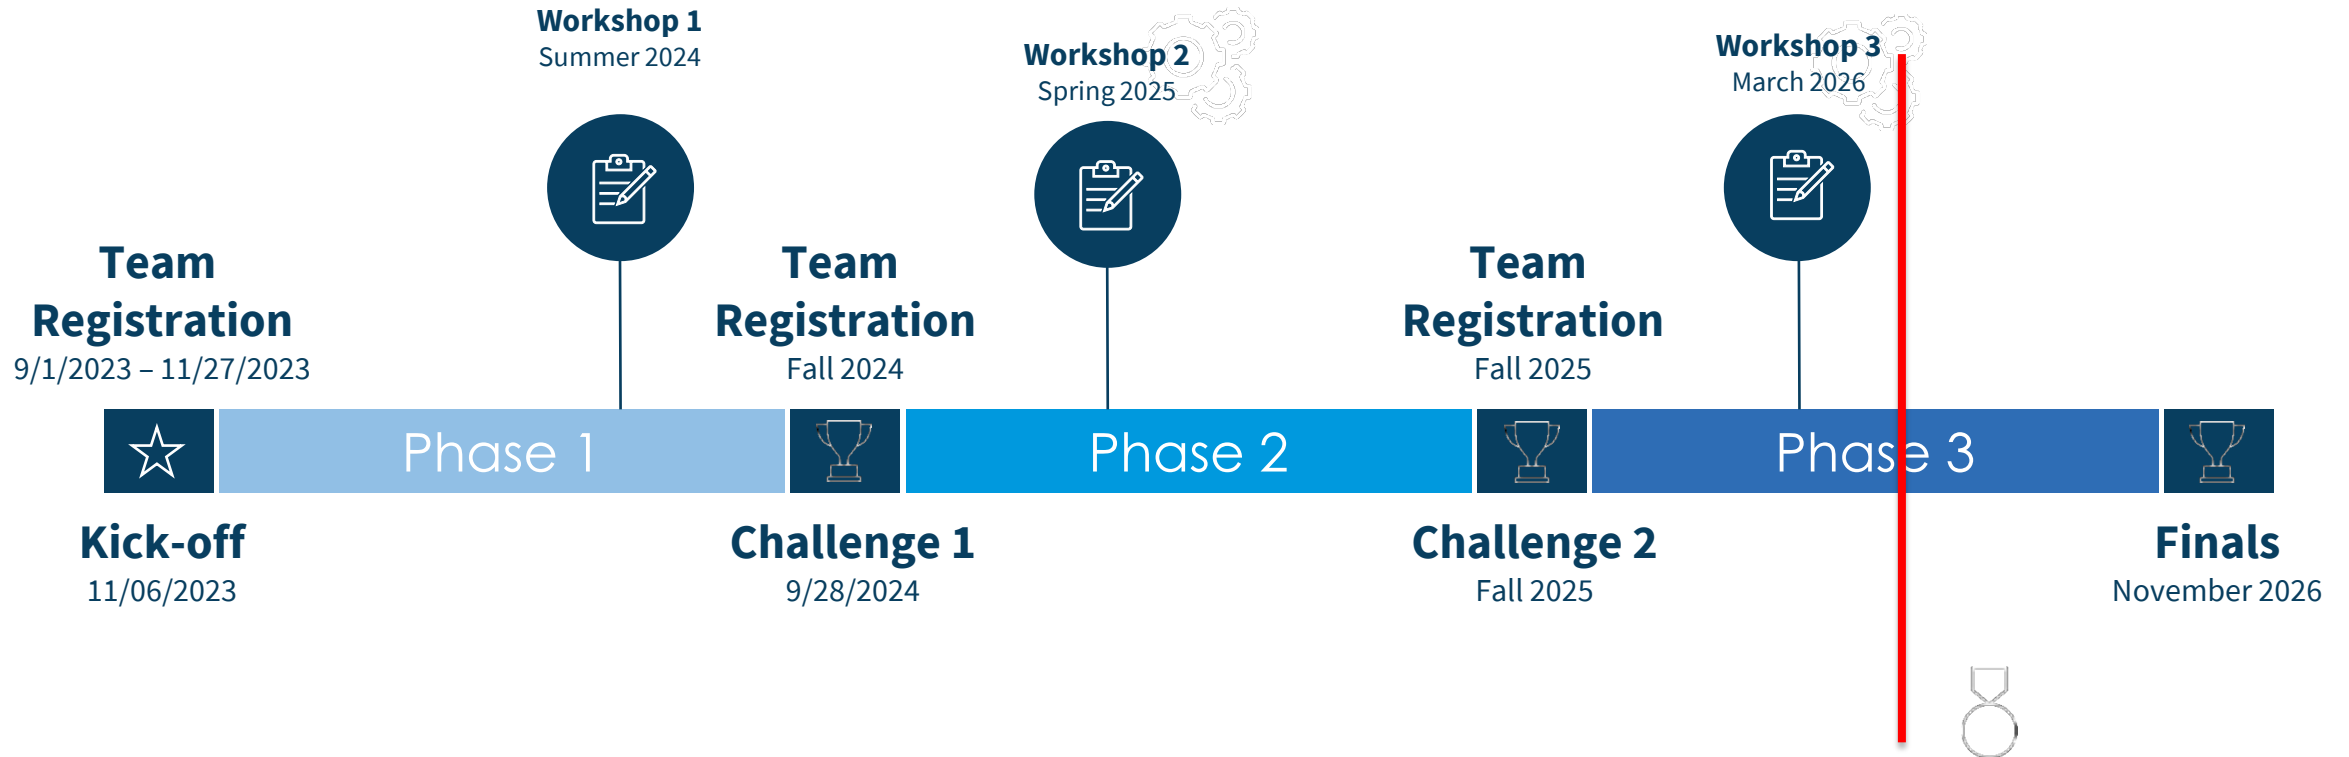 Workshop 1
Summer 2024
Workshop 2
Spring 2025
Workshop 3
March 2026
Team
Registration
9/1/2023 – 11/27/2023
Team
Registration
Fall 2024
Team
Registration
Fall 2025
Phase 1
Phase 2
Phase 3
Kick-off
11/06/2023
Challenge 1
9/28/2024
Challenge 2
Fall 2025
Finals
November 2026